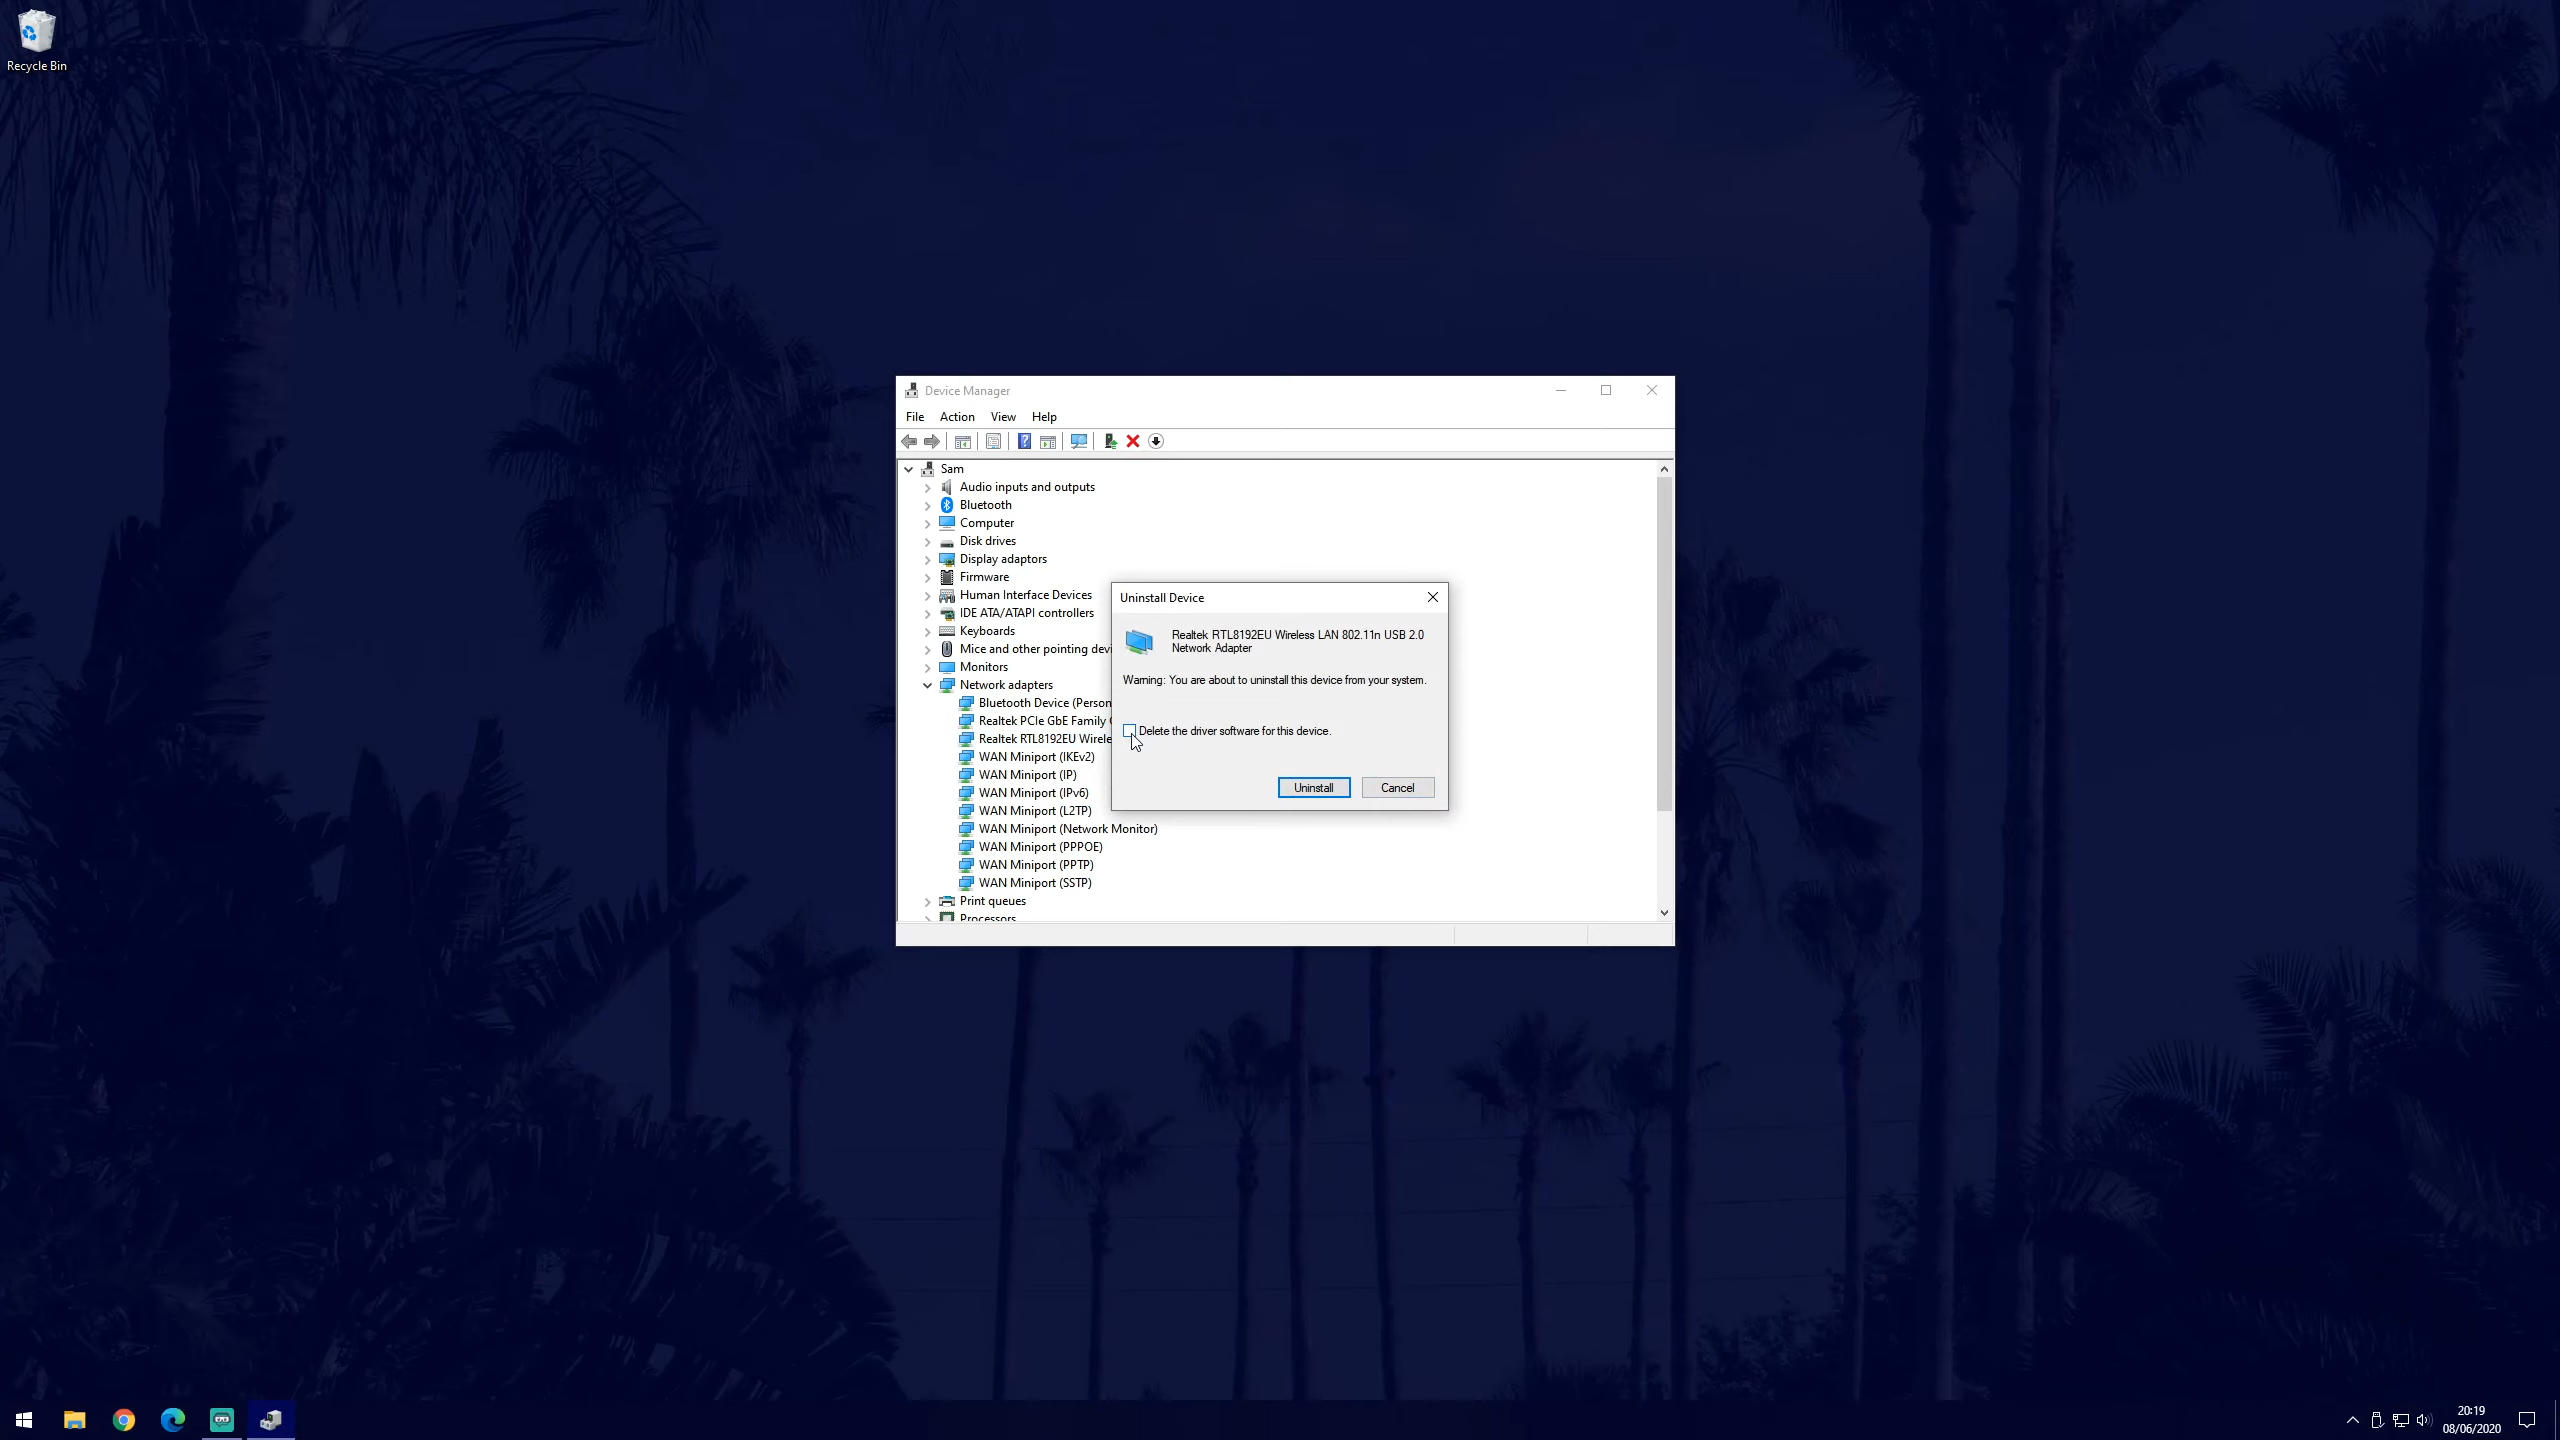 Recycle Bin
Device Manager
File Action View Help
Sam
Audio inputs and outputs
Bluetooth
Computer
Disk drives
Display adaptors
Firmware
Human Interface Devices
IDE ATA/ATAPI controllers
Keyboards
Mice and other pointing devi
Monitors
Network adapters
Bluetooth Device (Person
Realtek PCIe GbE Family
Realtek RTL8192EU Wirele
WAN Miniport (IKEv2)
WAN Miniport (IP)
WAN Miniport (IPv6)
WAN Miniport (L2TP)
WAN Miniport (Network Monitor)
WAN Miniport (PPPOE)
WAN Miniport (PPTP)
WAN Miniport (SSTP)
Print queues
Processors
Uninstall Device
Realtek RTL8192EU Wireless LAN 802.11n USB 2.0
Network Adapter
Warning: You are about to uninstall this device from your system.
Delete the driver software for this device.
Uninstall Cancel
20:19
08/06/2020